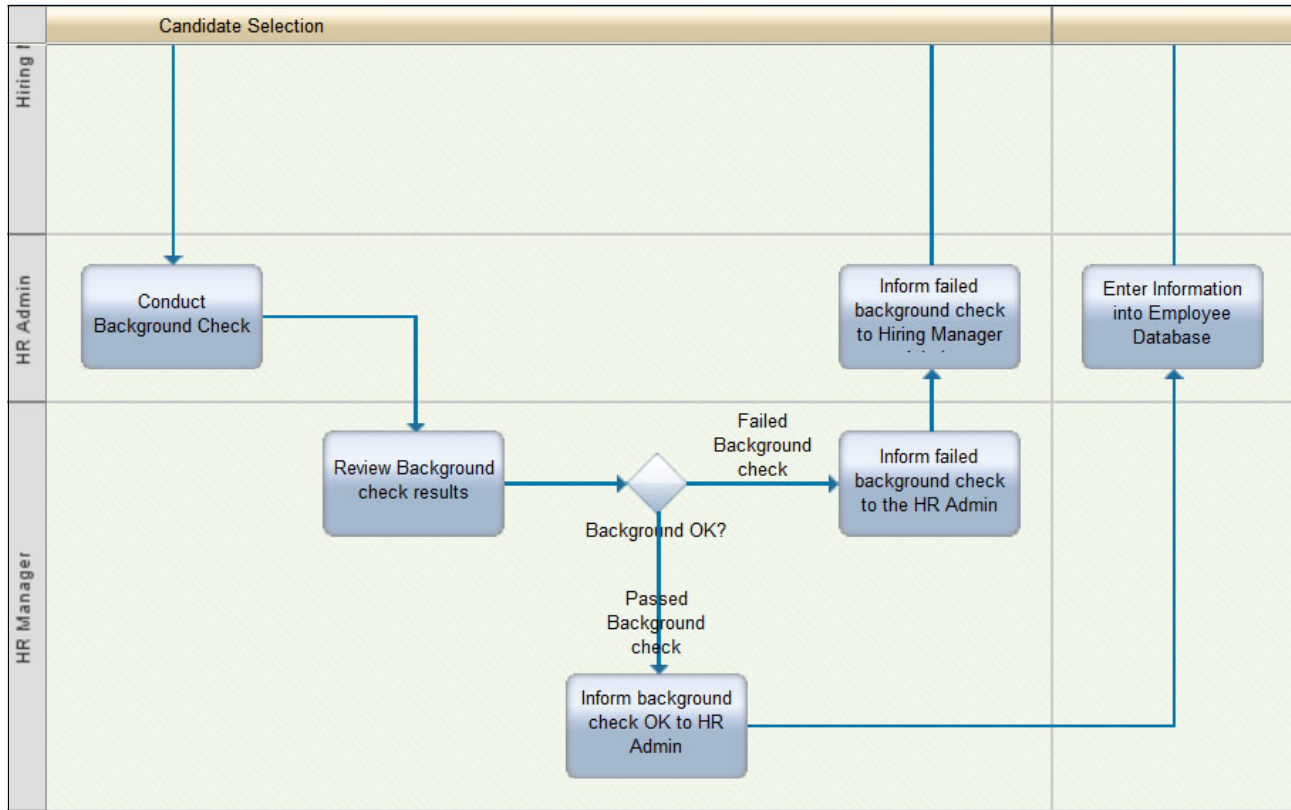 Candidate Selection
Hiring
HR Admin
Conduct
Background Check
Inform failed
background check
to Hiring Manager
Enter Information
into Employee
Database
HR Manager
Review Background
check results
Background OK?
Failed
Background
check
Inform failed
background check
to the HR Admin
Passed
Background
check
Inform background
check OK to HR
Admin